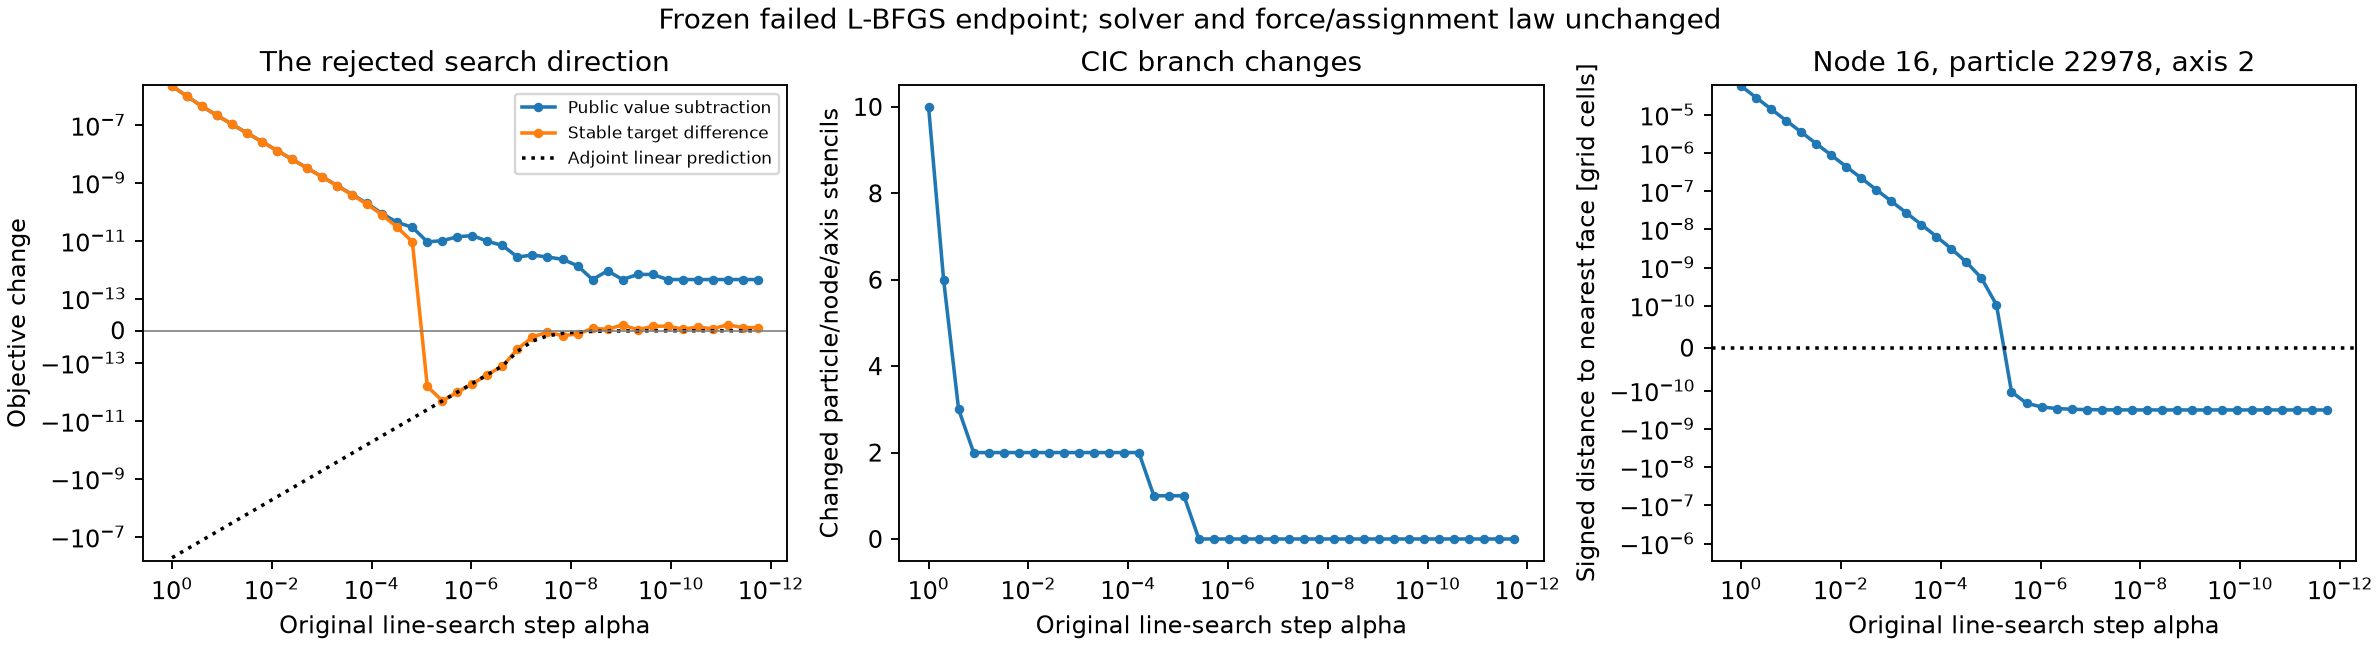 Frozen failed L-BFGS endpoint; solver and force/assignment law unchanged
The rejected search direction
Objective change
10⁻⁷
10⁻⁹
10⁻¹¹
10⁻¹³
0
−10⁻¹³
−10⁻¹¹
−10⁻⁹
−10⁻⁷
Public value subtraction
Stable target difference
Adjoint linear prediction
10⁰ 10⁻² 10⁻⁴ 10⁻⁶ 10⁻⁸ 10⁻¹⁰ 10⁻¹²
Original line-search step alpha
CIC branch changes
Changed particle/node/axis stencils
10
8
6
4
2
0
10⁰ 10⁻² 10⁻⁴ 10⁻⁶ 10⁻⁸ 10⁻¹⁰ 10⁻¹²
Original line-search step alpha
Node 16, particle 22978, axis 2
Signed distance to nearest face [grid cells]
10⁻⁵
10⁻⁶
10⁻⁷
10⁻⁸
10⁻⁹
10⁻¹⁰
0
−10⁻¹⁰
−10⁻⁹
−10⁻⁸
−10⁻⁷
−10⁻⁶
10⁰ 10⁻² 10⁻⁴ 10⁻⁶ 10⁻⁸ 10⁻¹⁰ 10⁻¹²
Original line-search step alpha